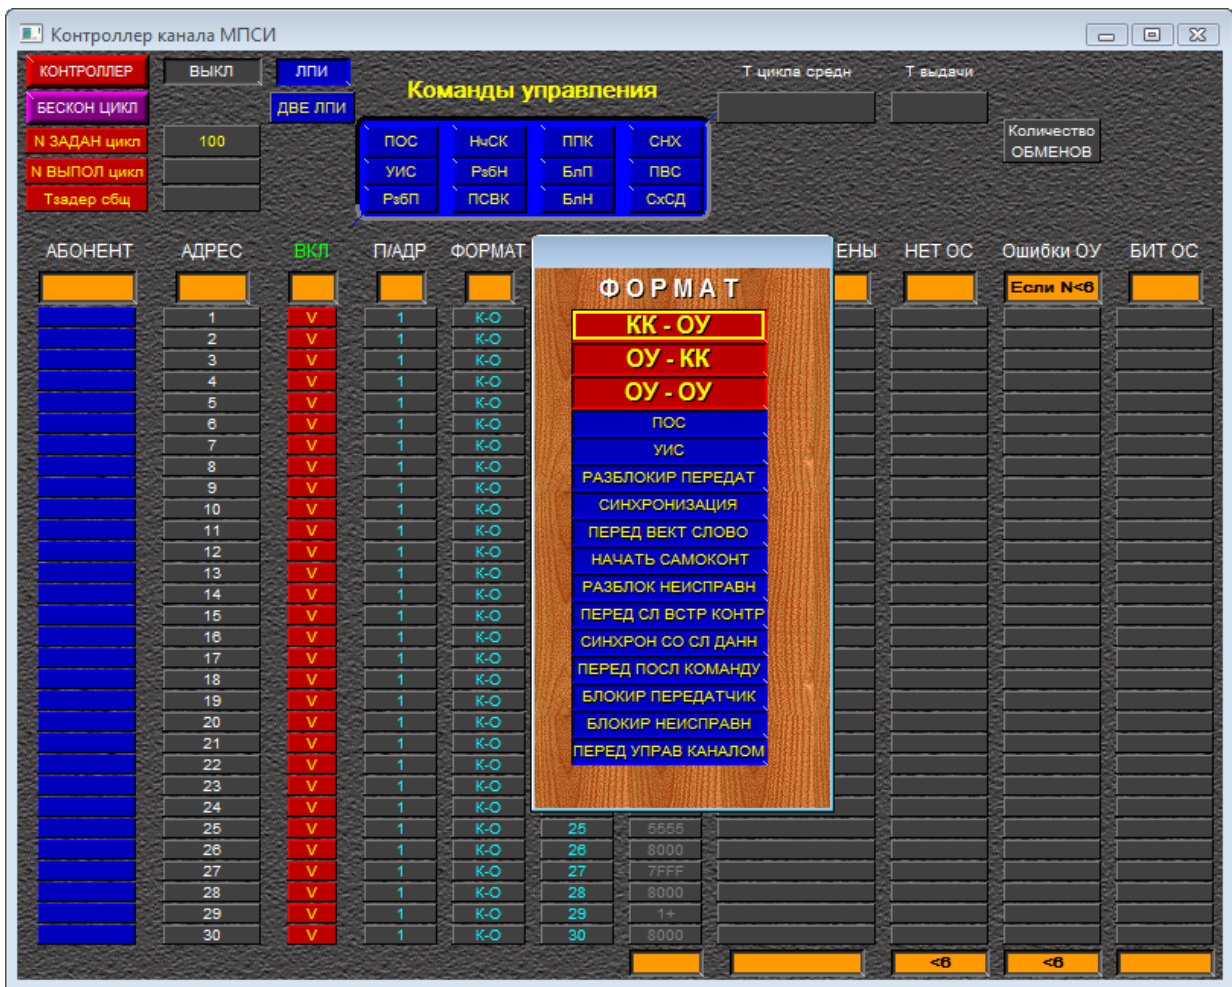 Контроллер канала МПСИ
КОНТРОЛЛЕР ВЫКЛ ЛПИ Т цикла средн Т выдачи
Команды управления
БЕСКОН ЦИКЛ ДВЕ ЛПИ
N ЗАДАН цикл 100 ПОС НчСК ППК СНХ Количество
ОБМЕНОВ
N ВЫПОЛ цикл УИС РзбН БлП ПВС
Тзадер сбщ РзбП ПСВК БлН СхСД
АБОНЕНТ АДРЕС ВКЛ П/АДР ФОРМАТ ЕНЫ НЕТ ОС Ошибки ОУ БИТ ОС
Если N<6
1 V 1 К-О
2 V 1 К-О
3 V 1 К-О
4 V 1 К-О
5 V 1 К-О
6 V 1 К-О
7 V 1 К-О
8 V 1 К-О
9 V 1 К-О
10 V 1 К-О
11 V 1 К-О
12 V 1 К-О
13 V 1 К-О
14 V 1 К-О
15 V 1 К-О
16 V 1 К-О
17 V 1 К-О
18 V 1 К-О
19 V 1 К-О
20 V 1 К-О
21 V 1 К-О
22 V 1 К-О
23 V 1 К-О
24 V 1 К-О
25 V 1 К-О 25 5555
26 V 1 К-О 26 8000
27 V 1 К-О 27 7FFF
28 V 1 К-О 28 8000
29 V 1 К-О 29 1+
30 V 1 К-О 30 8000
<6 <6
ФОРМАТ
КК - ОУ
ОУ - КК
ОУ - ОУ
ПОС
УИС
РАЗБЛОКИР ПЕРЕДАТ
СИНХРОНИЗАЦИЯ
ПЕРЕД ВЕКТ СЛОВО
НАЧАТЬ САМОКОНТ
РАЗБЛОК НЕИСПРАВН
ПЕРЕД СЛ ВСТР КОНТР
СИНХРОН СО СЛ ДАНН
ПЕРЕД ПОСЛ КОМАНДУ
БЛОКИР ПЕРЕДАТЧИК
БЛОКИР НЕИСПРАВН
ПЕРЕД УПРАВ КАНАЛОМ